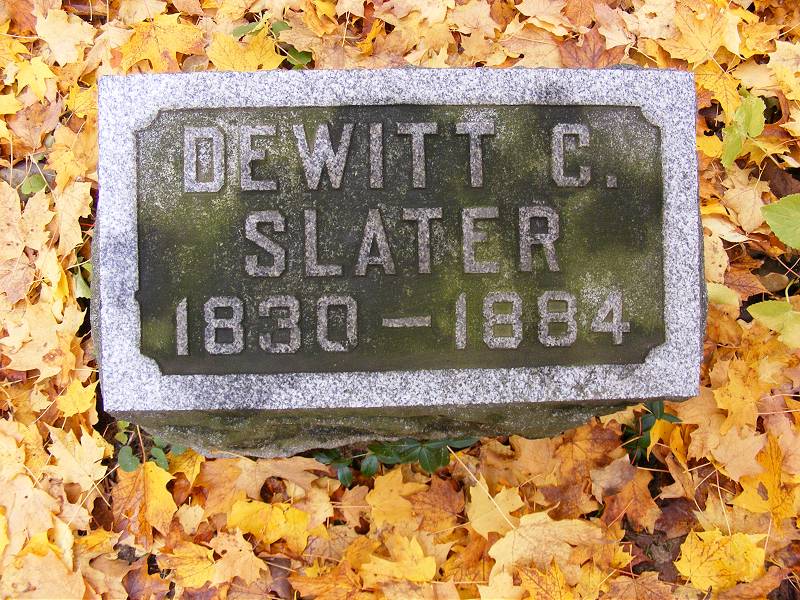 DEWITT C.
SLATER
1830 — 1884